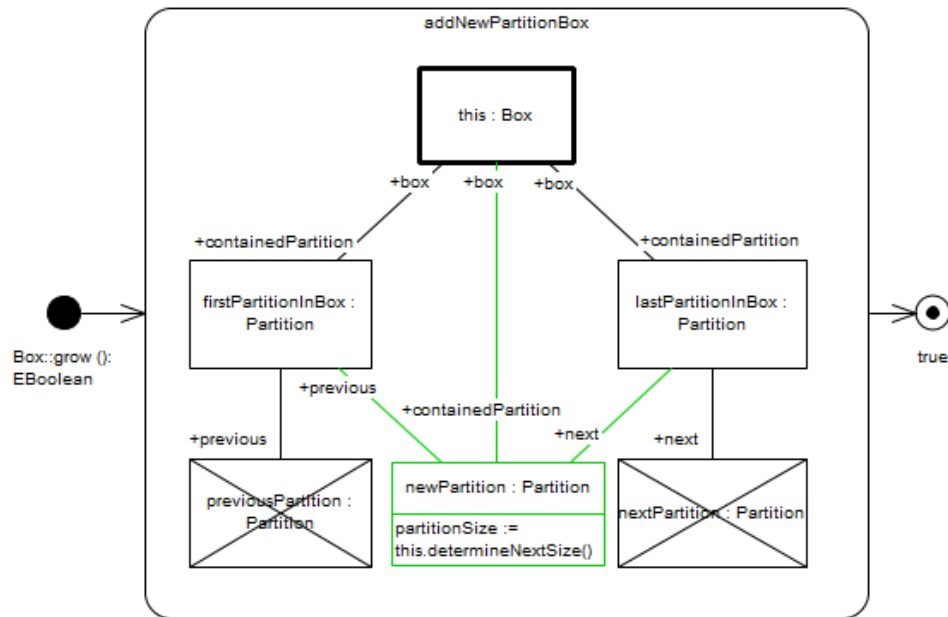 addNewPartitionBox
this : Box
+box
+box
+box
+containedPartition
+containedPartition
firstPartitionInBox :
Partition
lastPartitionInBox :
Partition
Box::grow ():
EBoolean
true
+previous
+containedPartition
+previous
+next
+next
previousPartition :
Partition
newPartition : Partition
nextPartition : Partition
partitionSize :=
this.determineNextSize()